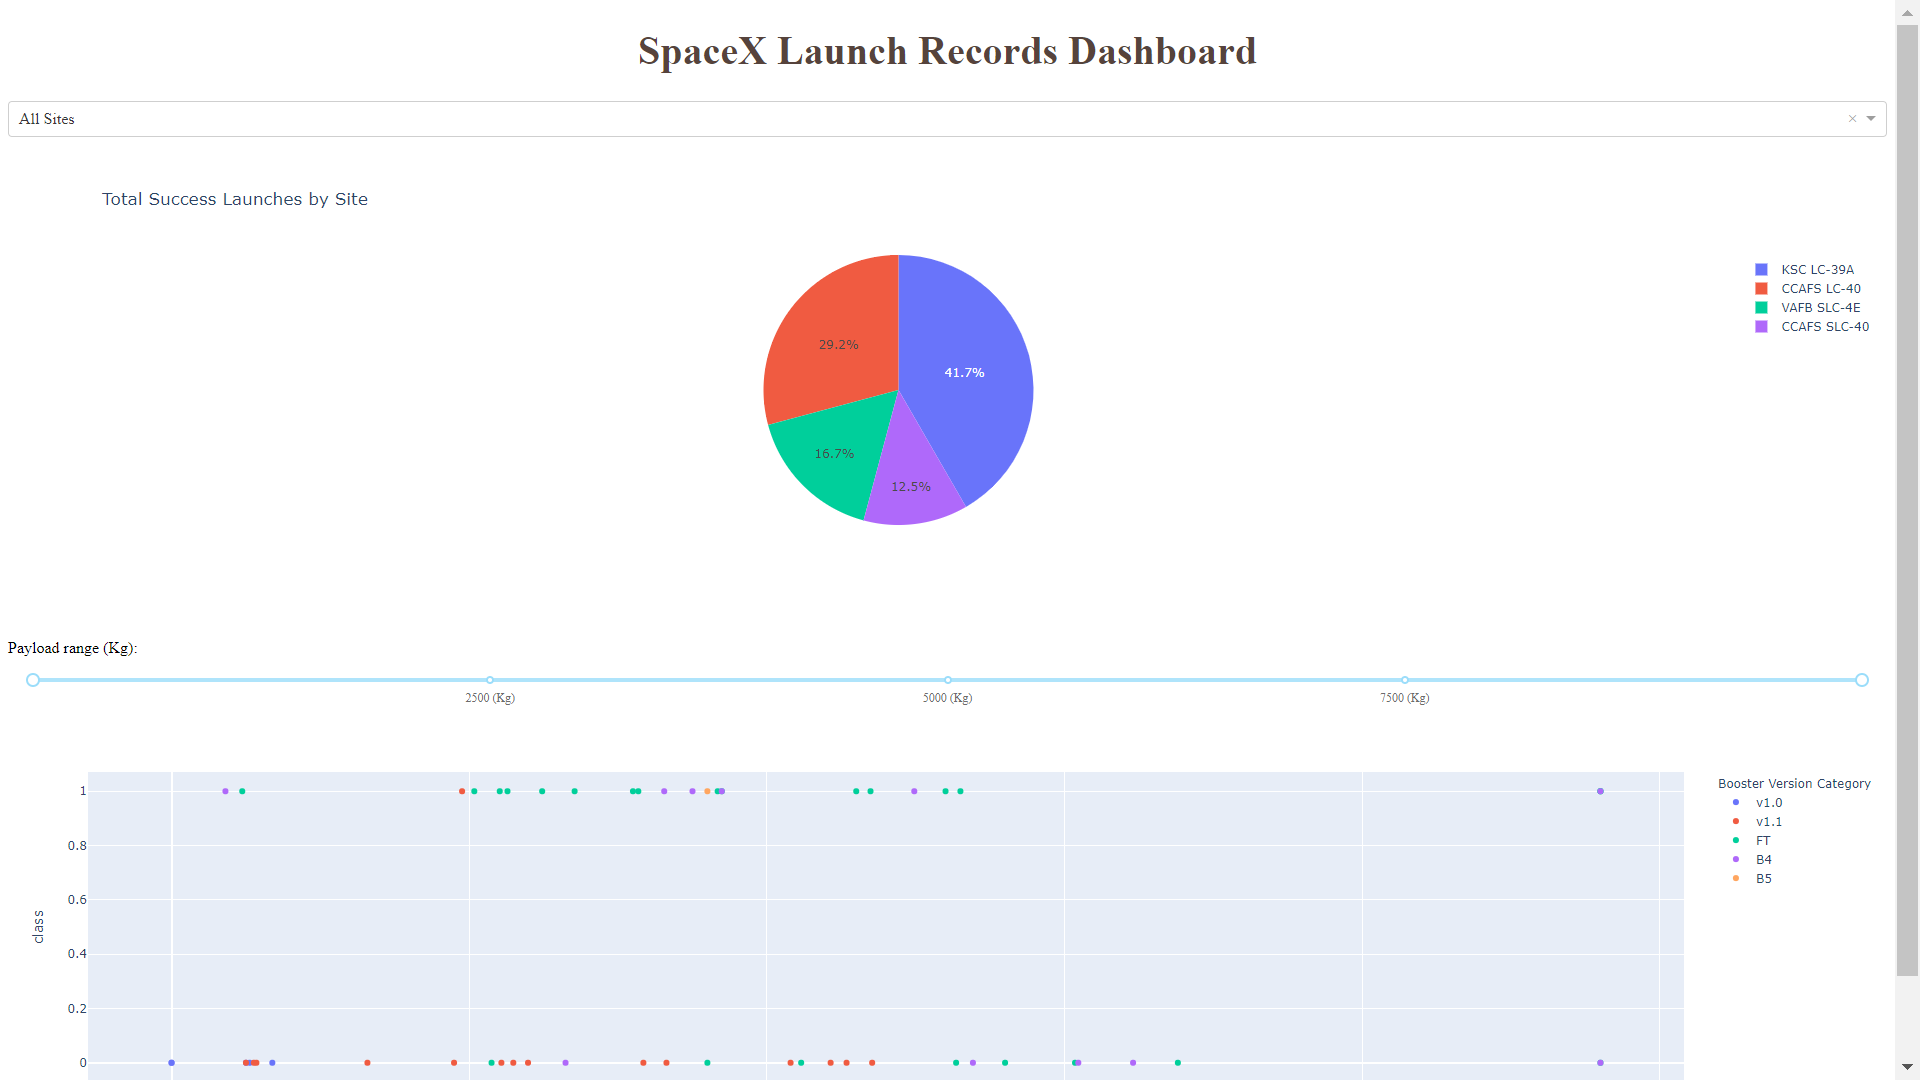 SpaceX Launch Records Dashboard
All Sites
Total Success Launches by Site
KSC LC-39A
CCAFS LC-40
VAFB SLC-4E
CCAFS SLC-40
29.2%
41.7%
16.7%
12.5%
Payload range (Kg):
2500 (Kg) 5000 (Kg) 7500 (Kg)
Booster Version Category
v1.0
v1.1
FT
B4
B5
1
0.8
0.6
0.4
0.2
0
class